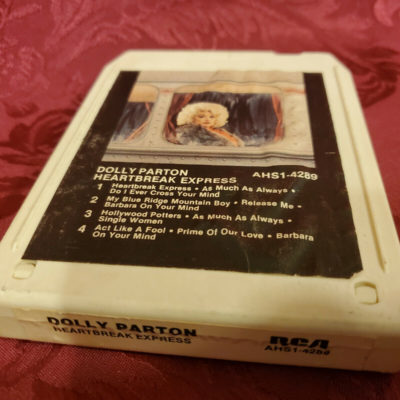 DOLLY PARTON AHS1-4289
HEARTBREAK EXPRESS
1 Heartbreak Express • As Much As Always •
Do I Ever Cross Your Mind
2 My Blue Ridge Mountain Boy • Release Me •
Barbara On Your Mind
3 Hollywood Potters • As Much As Always •
Single Women
4 Act Like A Fool • Prime Of Our Love • Barbara
On Your Mind
DOLLY PARTON RCA
HEARTBREAK EXPRESS AHS1-4289